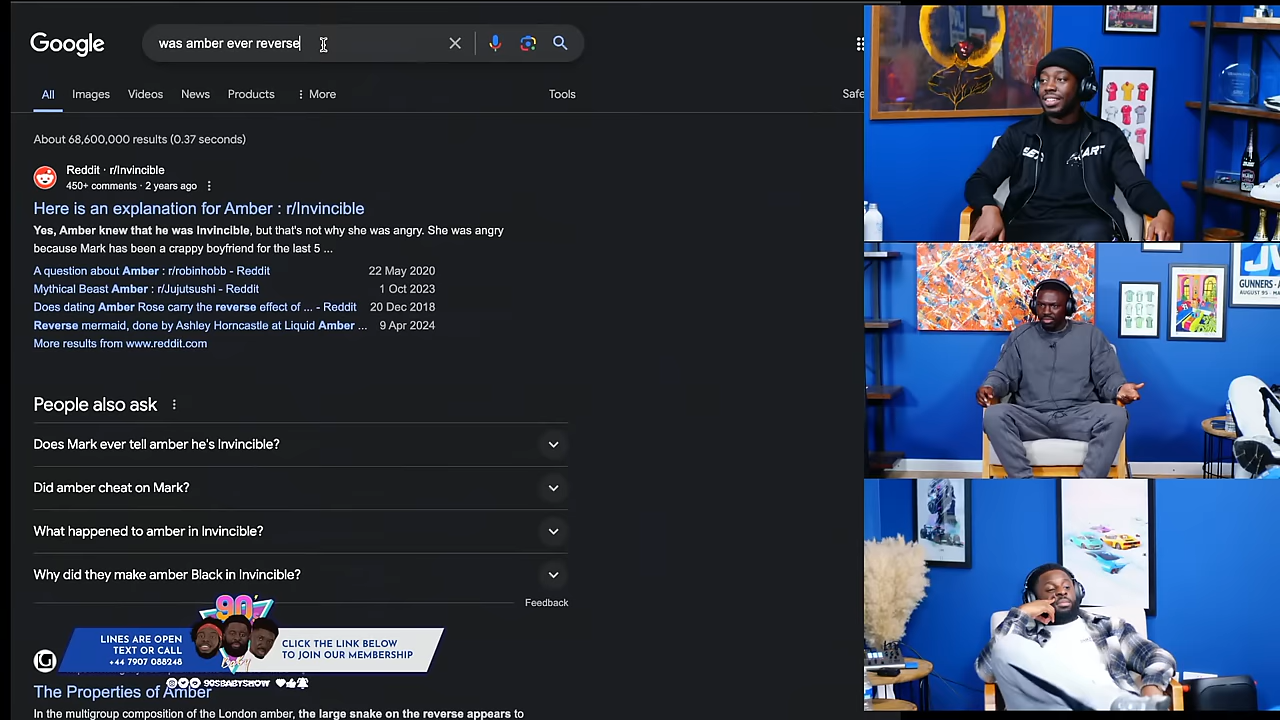 Google
was amber ever reverse
All
Images
Videos
News
Products
More
Tools
Safe
About 68,600,000 results (0.37 seconds)
Reddit · r/Invincible
450+ comments · 2 years ago
Here is an explanation for Amber : r/Invincible
Yes, Amber knew that he was Invincible, but that's not why she was angry. She was angry
because Mark has been a crappy boyfriend for the last 5 ...
A question about Amber : r/roomhobb - Reddit
22 May 2020
Mythical Beast Amber : r/Jujutsushi - Reddit
1 Oct 2023
Does dating Amber Rose carry the reverse effect of ... - Reddit
20 Dec 2018
Reverse mermaid, done by Ashley Horncastle at Liquid Amber ...
9 Apr 2024
More results from www.reddit.com
People also ask
Does Mark ever tell amber he's Invincible?
Did amber cheat on Mark?
What happened to amber in Invincible?
Why did they make amber Black in Invincible?
Feedback
90
LINES ARE OPEN
TEXT OR CALL
+44 7907 088248
CLICK THE LINK BELOW
TO JOIN OUR MEMBERSHIP
The Properties of Amber
In the multigroup composition of the London amber, the large snake on the reverse appears to
GUNNERS
AUGUST 95